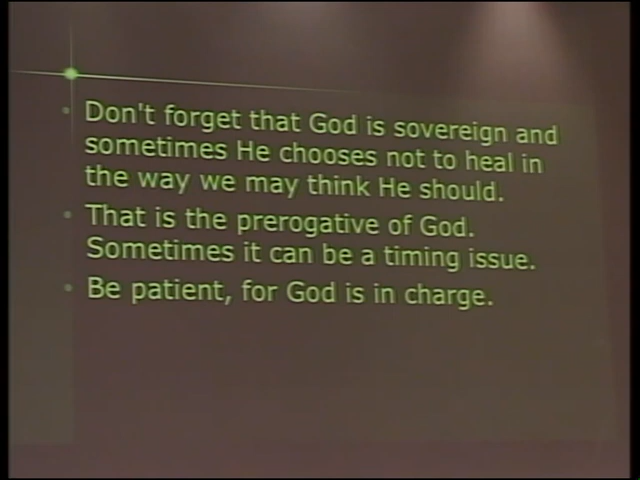 • Don't forget that God is sovereign and
sometimes He chooses not to heal in
the way we may think He should.
• That is the prerogative of God.
Sometimes it can be a timing issue.
• Be patient, for God is in charge.